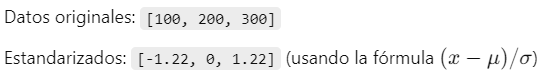 Datos originales: [100, 200, 300]
Estandarizados: [-1.22, 0, 1.22] (usando la fórmula (x − μ)/σ)